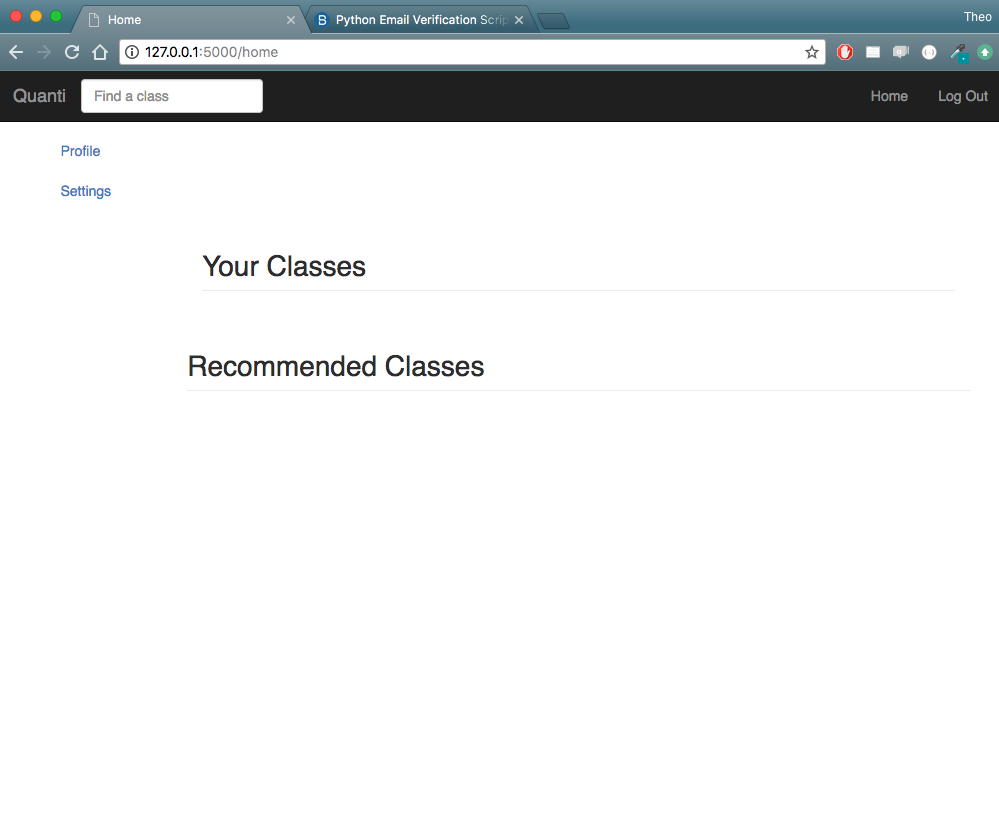 Home
Python Email Verification Scrip
Theo
127.0.0.1:5000/home
Quanti
Find a class
Home
Log Out
Profile
Settings
Your Classes
Recommended Classes